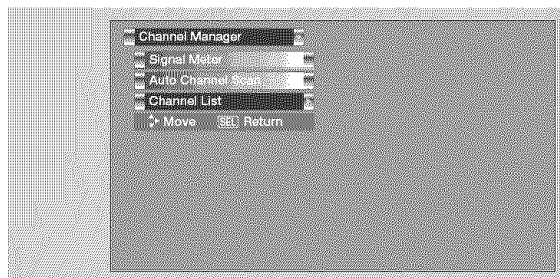 Channel Manager
Signal Meter
Auto Channel Scan
Channel List
Move SEL Return